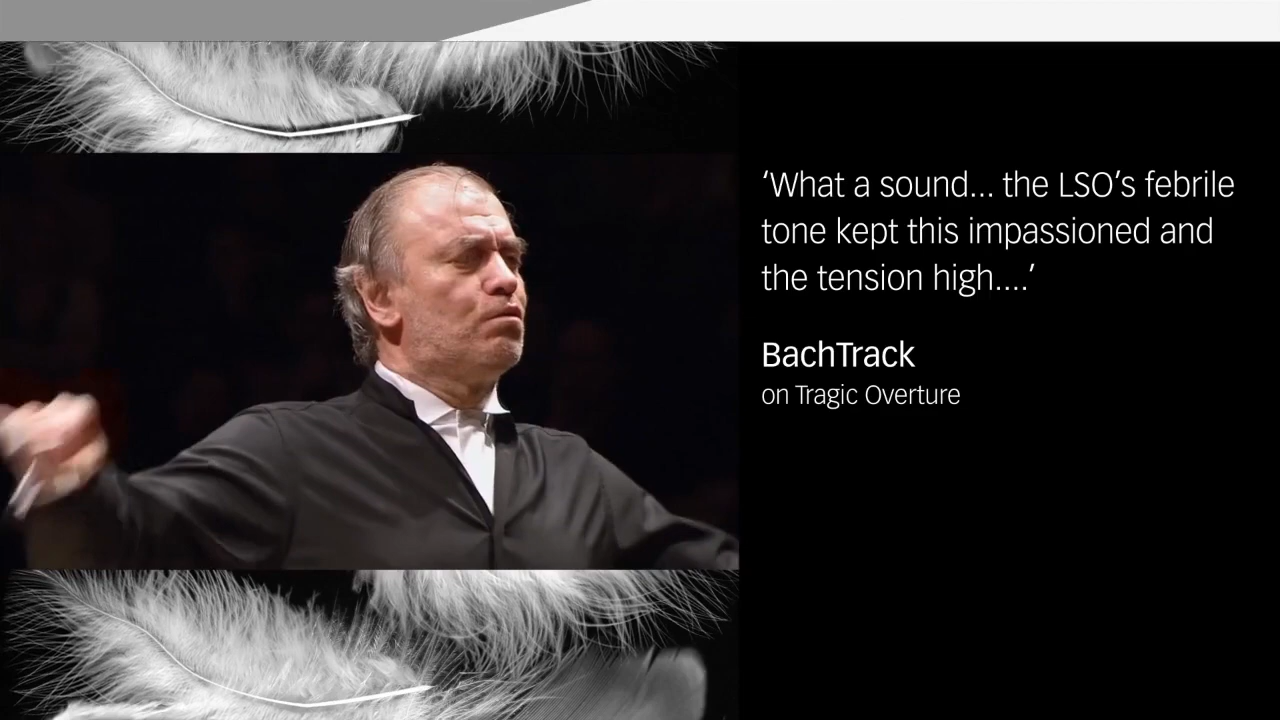 ‘What a sound... the LSO’s febrile
tone kept this impassioned and
the tension high....’
BachTrack
on Tragic Overture